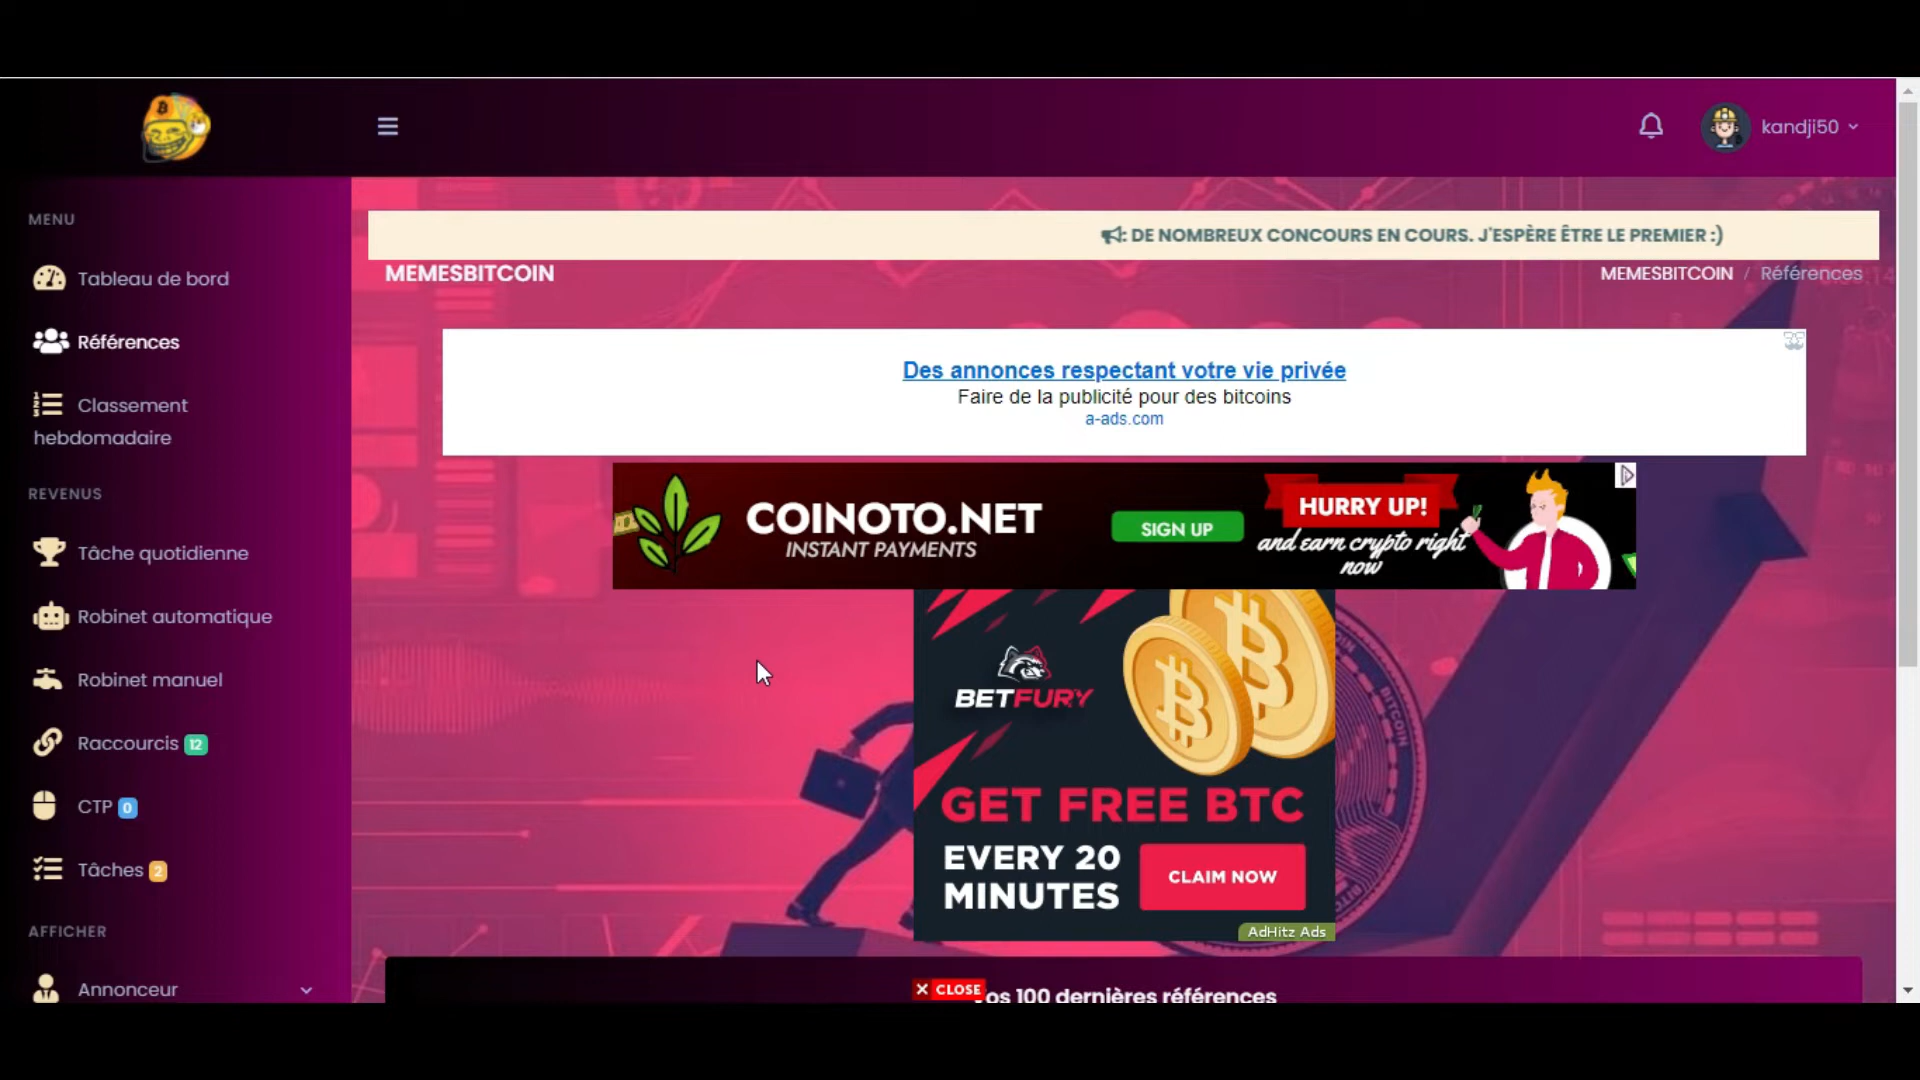 kandji50
MENU
Tableau de bord
Références
Classement
hebdomadaire
REVENUS
Tâche quotidienne
Robinet automatique
Robinet manuel
Raccourcis 12
CTP 0
Tâches 2
AFFICHER
Annonceur
: DE NOMBREUX CONCOURS EN COURS. J'ESPÈRE ÊTRE LE PREMIER :)
MEMESBITCOIN
MEMESBITCOIN / Références
Des annonces respectant votre vie privée
Faire de la publicité pour des bitcoins
a-ads.com
COINOTO.NET
INSTANT PAYMENTS
SIGN UP
HURRY UP!
and earn crypto right
now
BETFURY
GET FREE BTC
EVERY 20
MINUTES
CLAIM NOW
AdHitz Ads
CLOSE
os 100 dernières références